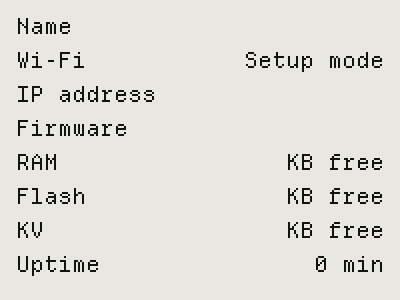 Name
Wi-Fi Setup mode
IP address
Firmware
RAM KB free
Flash KB free
KV KB free
Uptime 0 min